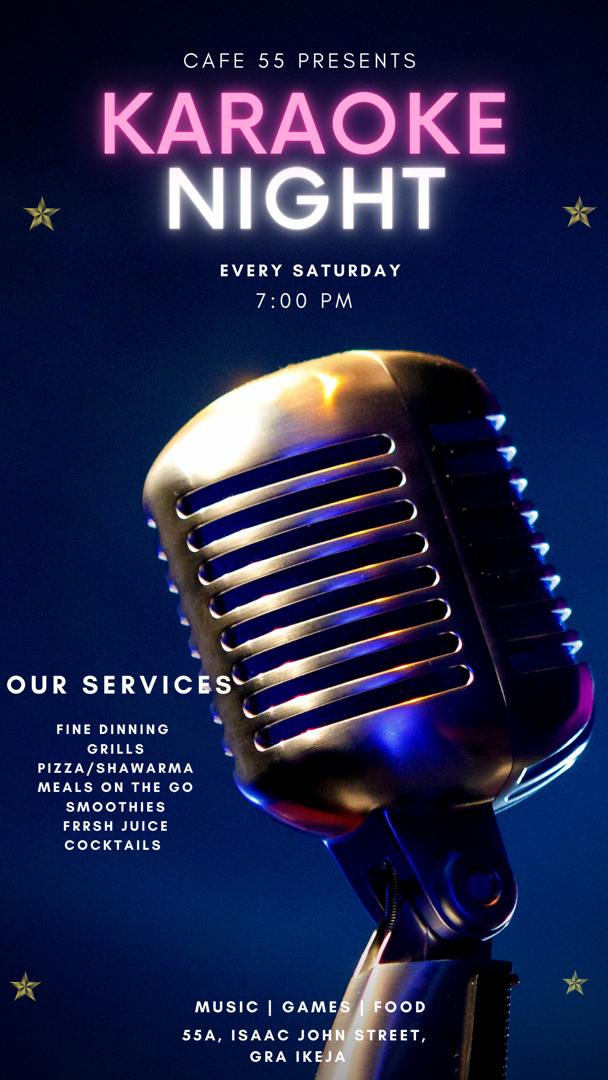 CAFE 55 PRESENTS
KARAOKE
NIGHT
EVERY SATURDAY
7:00 PM
OUR SERVICES
FINE DINNING
GRILLS
PIZZA/SHAWARMA
MEALS ON THE GO
SMOOTHIES
FRRSH JUICE
COCKTAILS
MUSIC | GAMES | FOOD
55A, ISAAC JOHN STREET,
GRA IKEJA